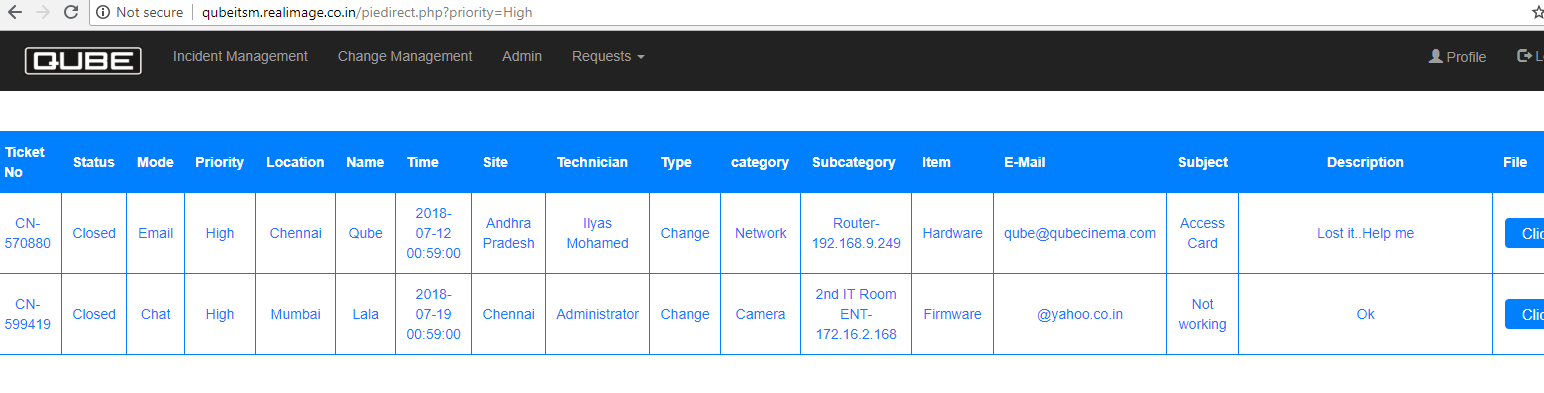 Not secure qubeitsm.realimage.co.in/piedirect.php?priority=High
QUBE Incident Management Change Management Admin Requests Profile
Ticket No Status Mode Priority Location Name Time Site Technician Type category Subcategory Item E-Mail Subject Description File
CN-570880 Closed Email High Chennai Qube 2018-07-12 00:59:00 Andhra Pradesh Ilyas Mohamed Change Network Router-192.168.9.249 Hardware qube@qubecinema.com Access Card Lost it..Help me
CN-599419 Closed Chat High Mumbai Lala 2018-07-19 00:59:00 Chennai Administrator Change Camera 2nd IT Room ENT-172.16.2.168 Firmware @yahoo.co.in Not working Ok